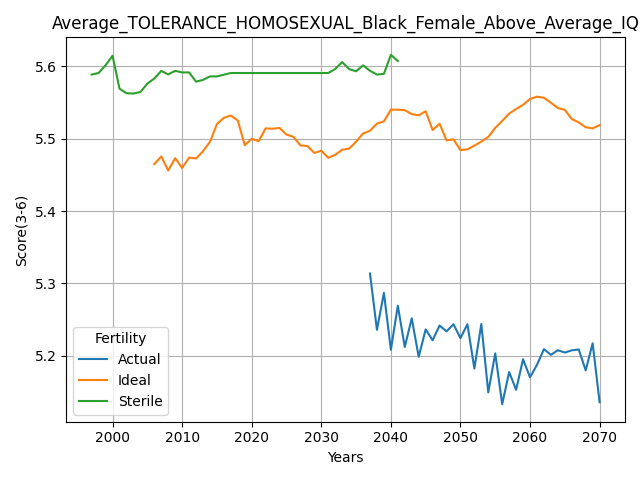 Average_TOLERANCE_HOMOSEXUAL_Black_Female_Above_Average_IQ
5.6
5.5
5.4
5.3
5.2
Score(3-6)
Fertility
Actual
Ideal
Sterile
2000 2010 2020 2030 2040 2050 2060 2070
Years